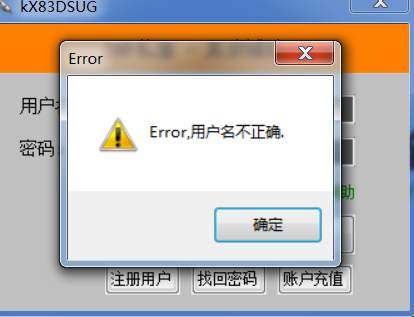 kX83DSUG
Error
用户
Error,用户名不正确.
密码
助
确定
注册用户
找回密码
账户充值